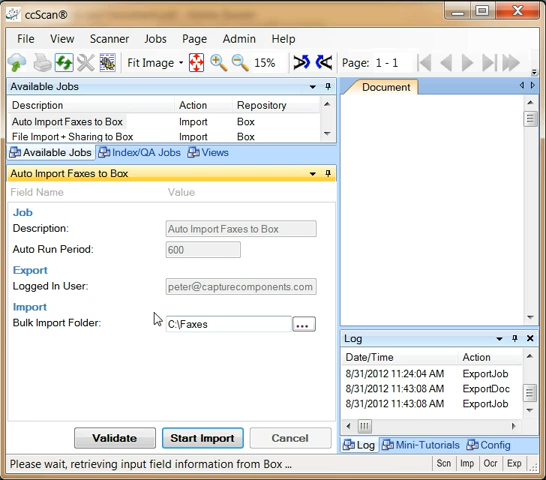 ccScan®
File View Scanner Jobs Page Admin Help
Fit Image 15% Page: 1 - 1
Available Jobs
Description Action Repository
Auto Import Faxes to Box Import Box
File Import + Sharing to Box Import Box
Available Jobs Index/QA Jobs Views
Auto Import Faxes to Box
Field Name Value
Job
Description: Auto Import Faxes to Box
Auto Run Period: 600
Export
Logged In User: peter@capturecomponents.com
Import
Bulk Import Folder: C:\Faxes ...
Validate Start Import Cancel
Document
Log
Date/Time Action
8/31/2012 11:24:04 AM ExportJob
8/31/2012 11:43:08 AM ExportDoc
8/31/2012 11:43:08 AM ExportJob
Log Mini-Tutorials Config
Please wait, retrieving input field information from Box ... Scn Imp Ocr Exp